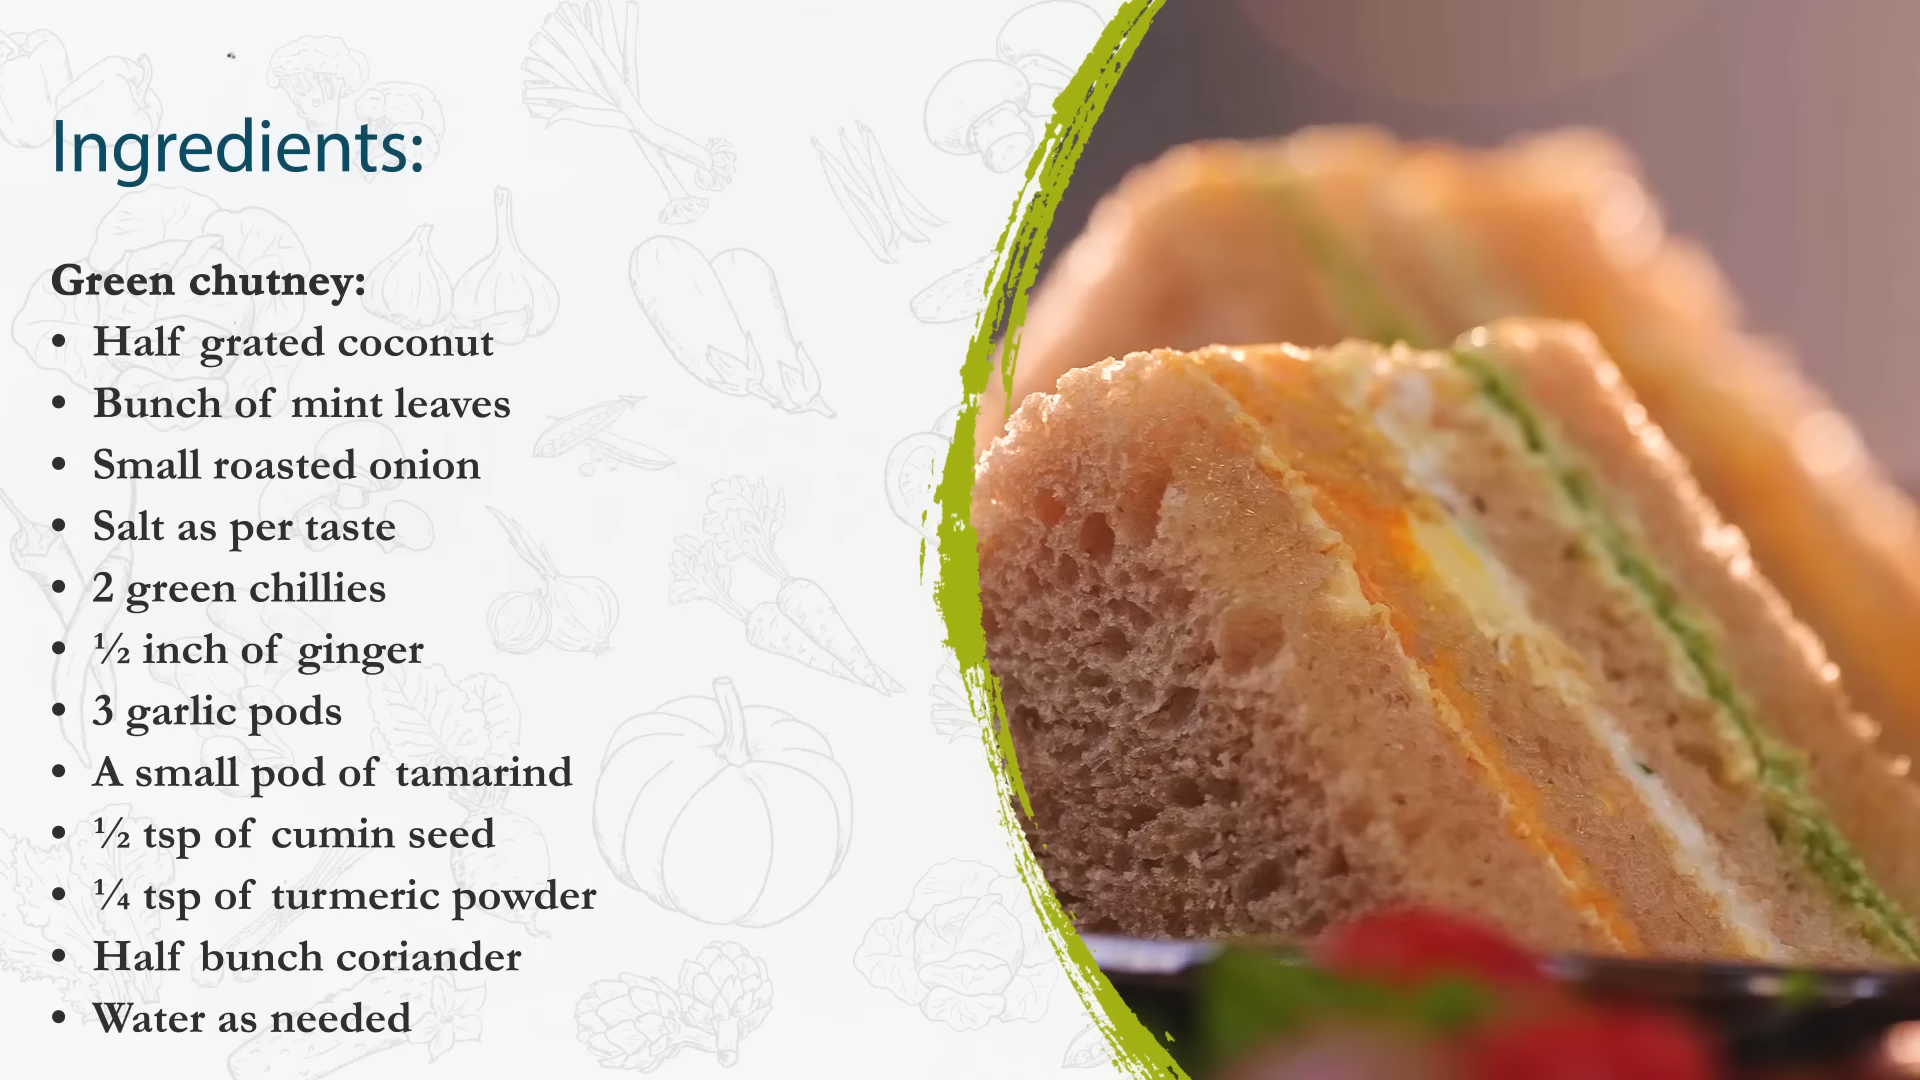 Ingredients:
Green chutney:
• Half grated coconut
• Bunch of mint leaves
• Small roasted onion
• Salt as per taste
• 2 green chillies
• ½ inch of ginger
• 3 garlic pods
• A small pod of tamarind
• ½ tsp of cumin seed
• ¼ tsp of turmeric powder
• Half bunch coriander
• Water as needed